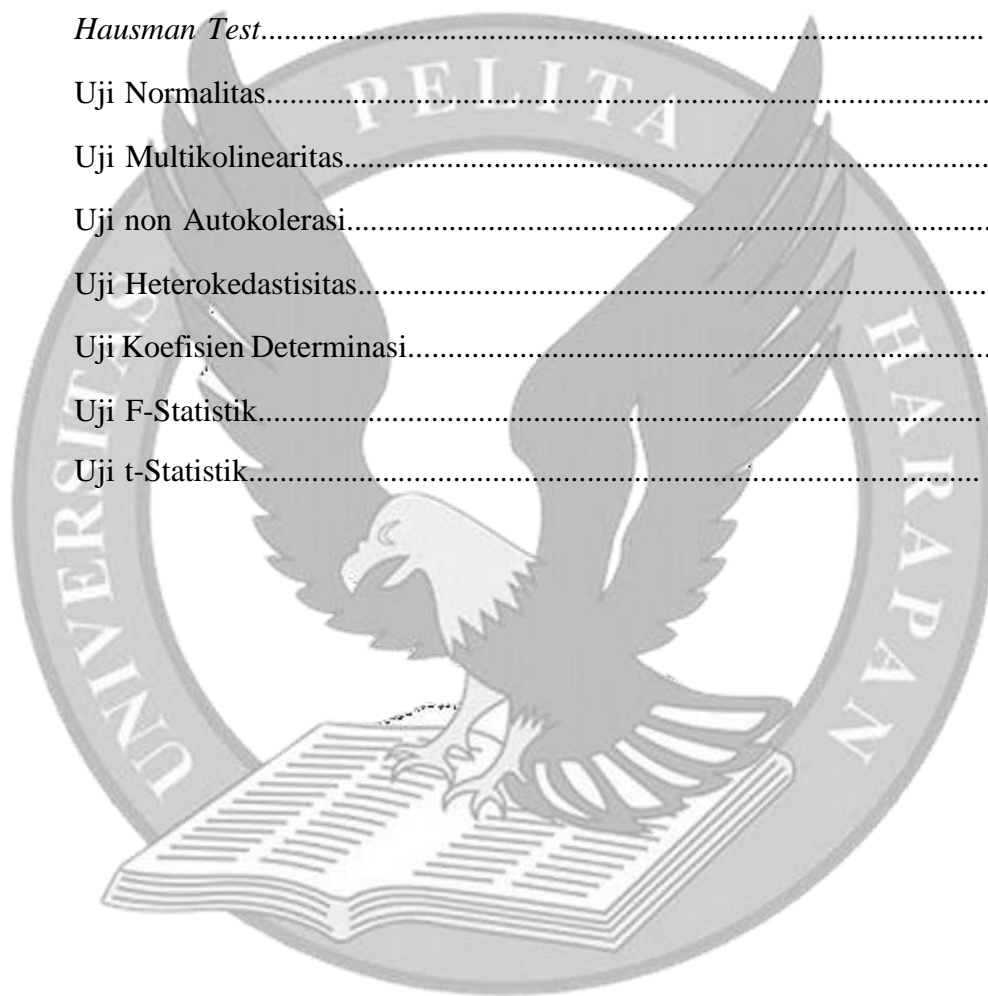 Hausman Test...........................................................................................
Uji Normalitas...........................................................................................
Uji Multikolinearitas..............................................................................
Uji non Autokolerasi.................................................................................
Uji Heterokedastisitas...............................................................................
Uji Koefisien Determinasi.........................................................................
Uji F-Statistik...........................................................................................
Uji t-Statistik............................................................................................
UNIVERSITAS PELITA HARAPAN